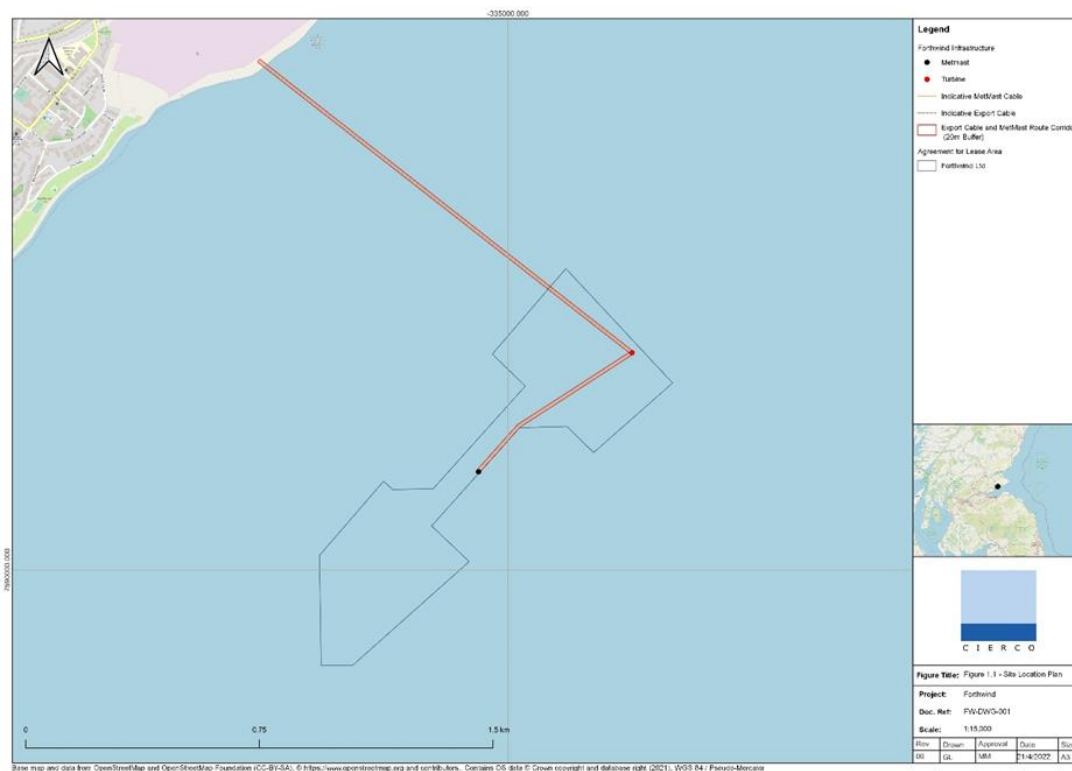 -335000.000
7590000.000
0
0.75
1.5 km
Legend
Forthwind Infrastructure
Metmast
Turbine
Indicative MetMast Cable
Indicative Export Cable
Export Cable and MetMast Route Corrido
(20m Buffer)
Agreement for Lease Area
Forthwind Ltd
CIERCO
Figure Title: Figure 1.1 - Site Location Plan
Project: Forthwind
Doc. Ref: FW-DWG-001
Scale: 1:15,000
Rev Drawn Approval Date Size
00 GL MM 21/4/2022 A3
Base map and data from OpenStreetMap and OpenStreetMap Foundation (CC-BY-SA). © https://www.openstreetmap.org and contributors. Contains OS data © Crown copyright and database right (2021). WGS 84 / Pseudo-Mercator